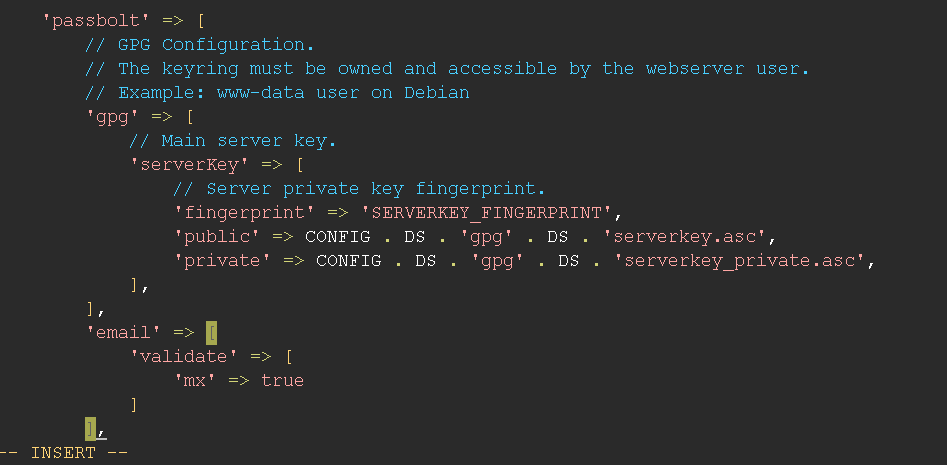 'passbolt' => [
// GPG Configuration.
// The keyring must be owned and accessible by the webserver user.
// Example: www-data user on Debian
'gpg' => [
// Main server key.
'serverKey' => [
// Server private key fingerprint.
'fingerprint' => 'SERVERKEY_FINGERPRINT',
'public' => CONFIG . DS . 'gpg' . DS . 'serverkey.asc',
'private' => CONFIG . DS . 'gpg' . DS . 'serverkey_private.asc',
],
],
'email' => [
'validate' => [
'mx' => true
]
],
-- INSERT --